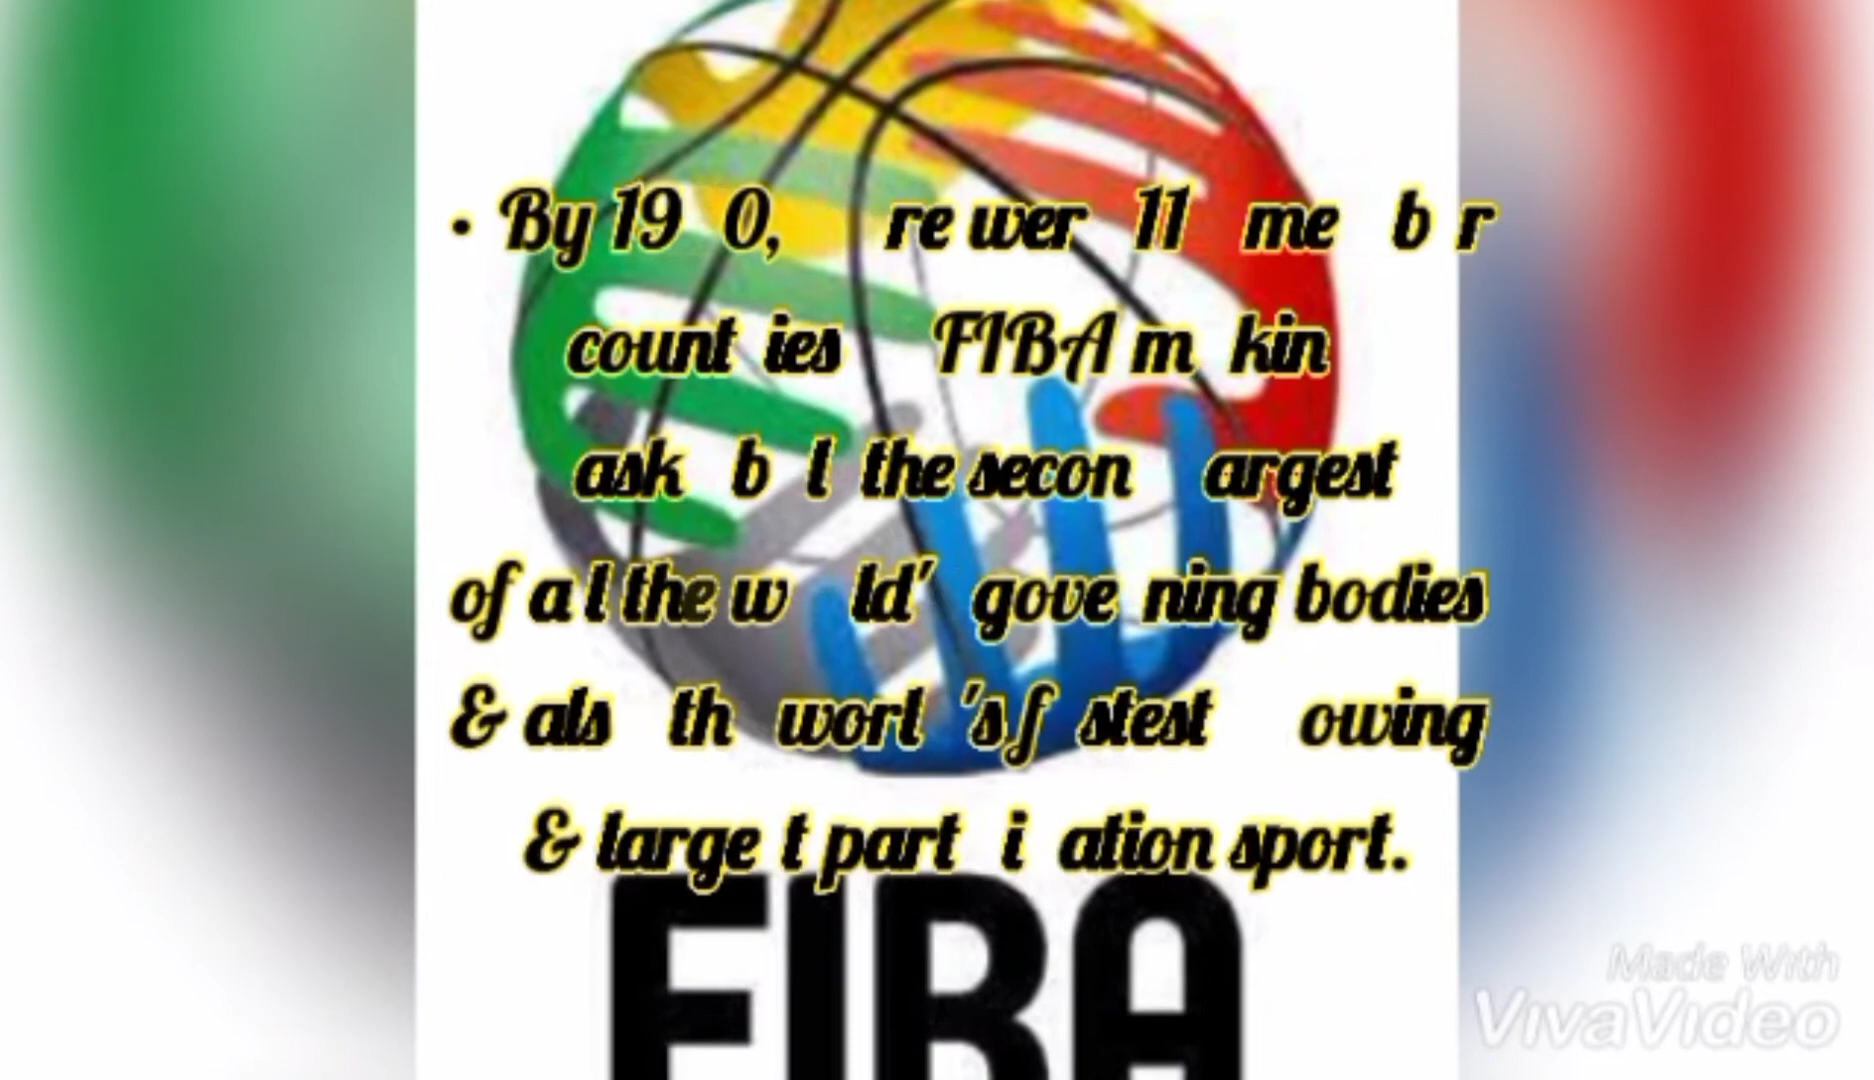 • By 19 0, re wer 11 me b r
count ies FIBA m kin
ask b l the secon argest
of a l the w ld' gove ning bodies
& als th worl 's f stest owing
& large t part i ation sport.
FIBA
Made With
VivaVideo